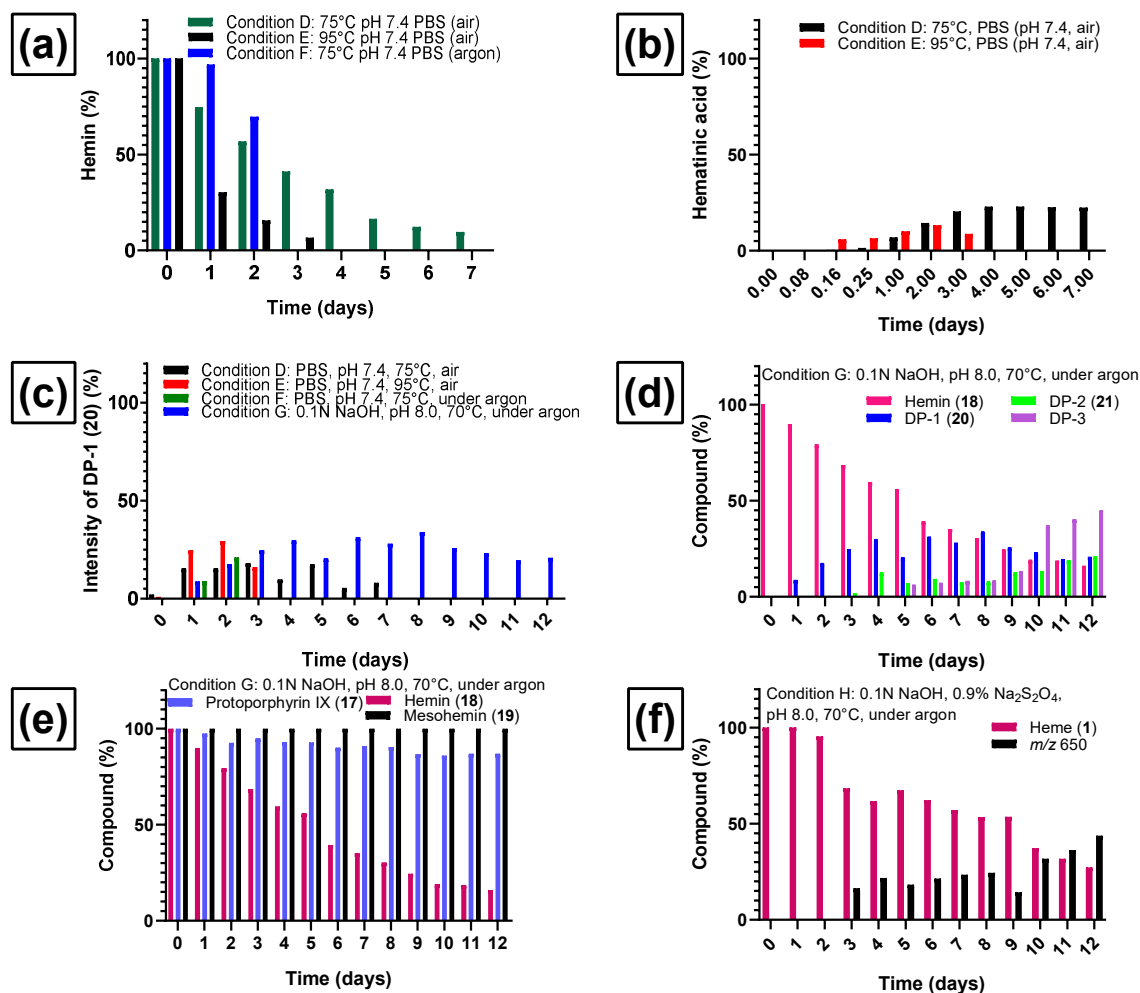 (a)
Condition D: 75°C pH 7.4 PBS (air)
Condition E: 95°C pH 7.4 PBS (air)
Condition F: 75°C pH 7.4 PBS (argon)
Hemin (%)
100
50
0
0 1 2 3 4 5 6 7
Time (days)
(b)
Condition D: 75°C, PBS (pH 7.4, air)
Condition E: 95°C, PBS (pH 7.4, air)
Hematinic acid (%)
100
50
0
0.00 0.08 0.16 0.25 1.00 2.00 3.00 4.00 5.00 6.00 7.00
Time (days)
(c)
Condition D: PBS, pH 7.4, 75°C, air
Condition E: PBS, pH 7.4, 95°C, air
Condition F: PBS, pH 7.4, 75°C, under argon
Condition G: 0.1N NaOH, pH 8.0, 70°C, under argon
Intensity of DP-1 (20) (%)
100
50
0
0 1 2 3 4 5 6 7 8 9 10 11 12
Time (days)
(d)
Condition G: 0.1N NaOH, pH 8.0, 70°C, under argon
Hemin (18) DP-2 (21)
DP-1 (20) DP-3
Compound (%)
100
50
0
0 1 2 3 4 5 6 7 8 9 10 11 12
Time (days)
(e)
Condition G: 0.1N NaOH, pH 8.0, 70°C, under argon
Protoporphyrin IX (17) Hemin (18)
Mesohemin (19)
Compound (%)
100
50
0
0 1 2 3 4 5 6 7 8 9 10 11 12
Time (days)
(f)
Condition H: 0.1N NaOH, 0.9% Na₂S₂O₄,
pH 8.0, 70°C, under argon
Heme (1)
m/z 650
Compound (%)
100
50
0
0 1 2 3 4 5 6 7 8 9 10 11 12
Time (days)